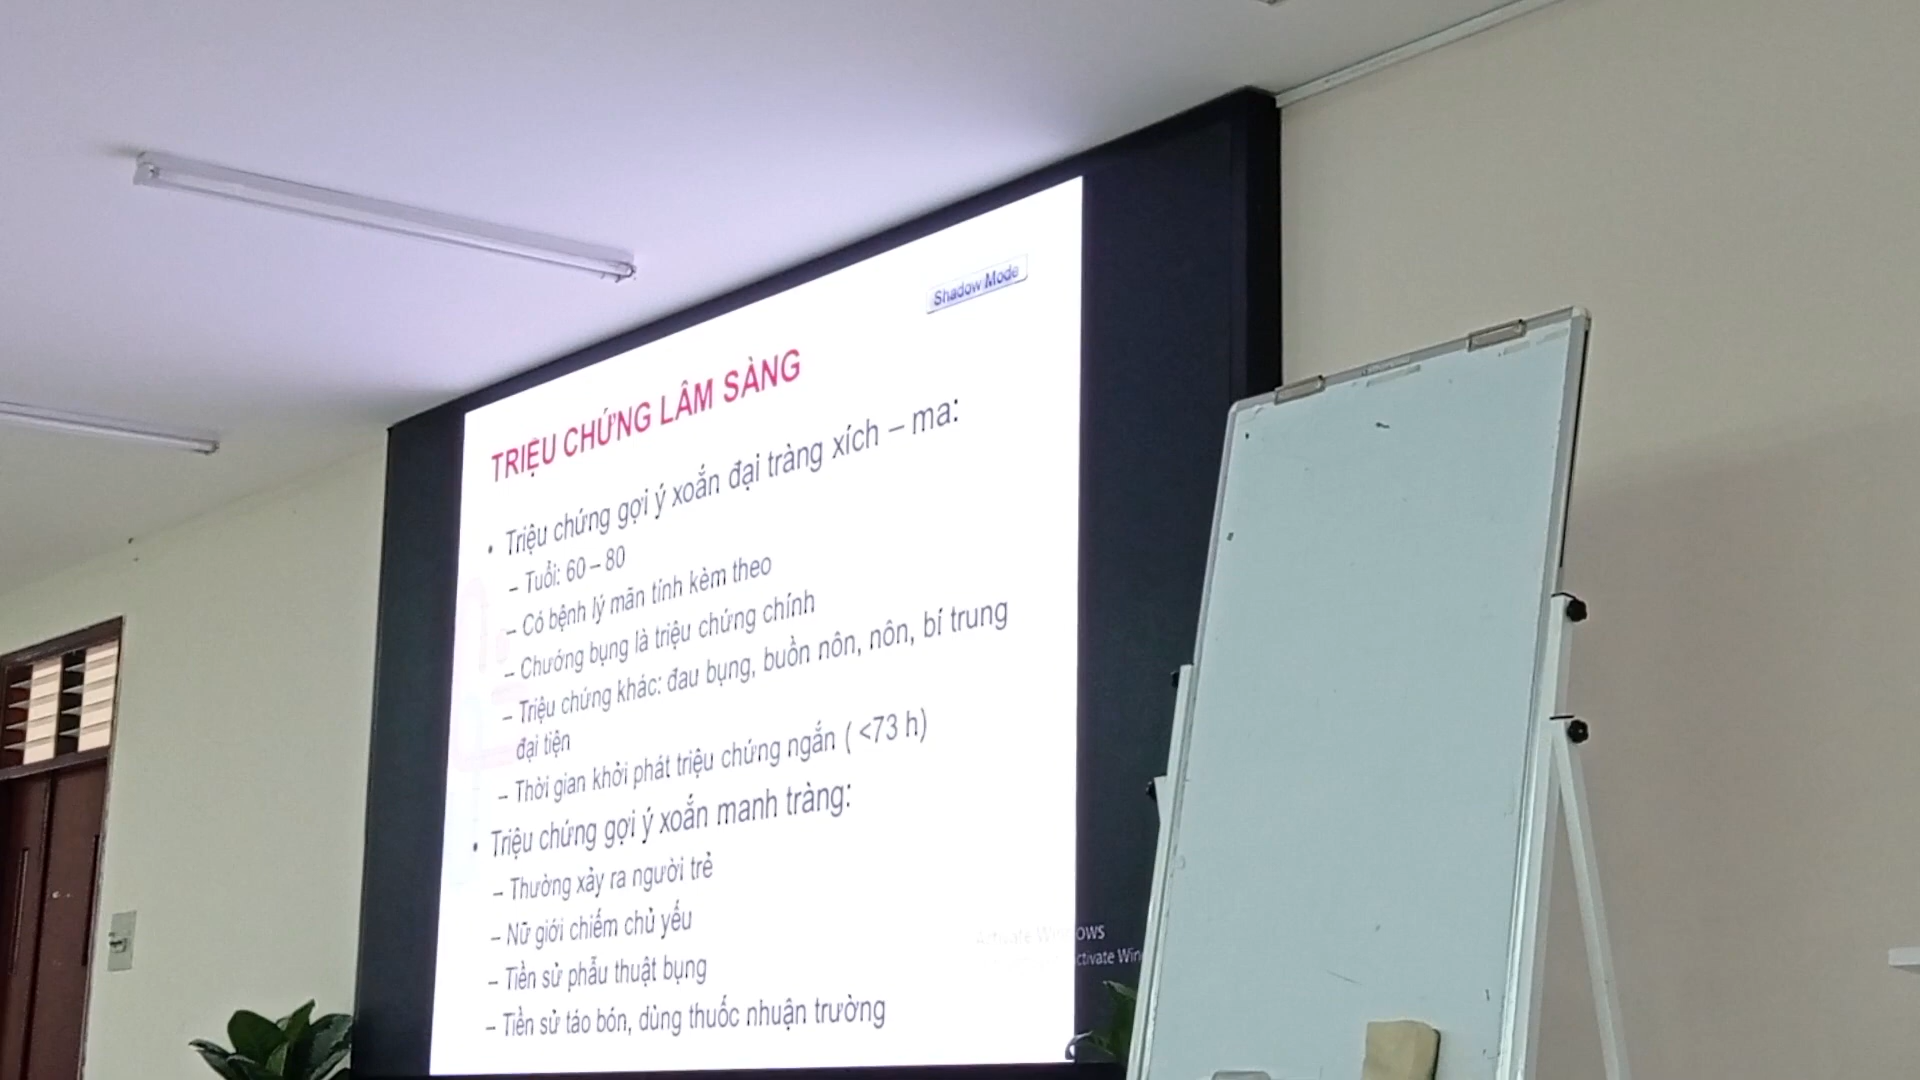 Shadow Mode
TRIỆU CHỨNG LÂM SÀNG
• Triệu chứng gợi ý xoắn đại tràng xích – ma:
– Tuổi: 60 – 80
– Có bệnh lý mãn tính kèm theo
– Chướng bụng là triệu chứng chính
– Triệu chứng khác: đau bụng, buồn nôn, nôn, bí trung
đại tiện
– Thời gian khởi phát triệu chứng ngắn ( <73 h)
• Triệu chứng gợi ý xoắn manh tràng:
– Thường xảy ra người trẻ
– Nữ giới chiếm chủ yếu
– Tiền sử phẫu thuật bụng
– Tiền sử táo bón, dùng thuốc nhuận trường
Activate Windows